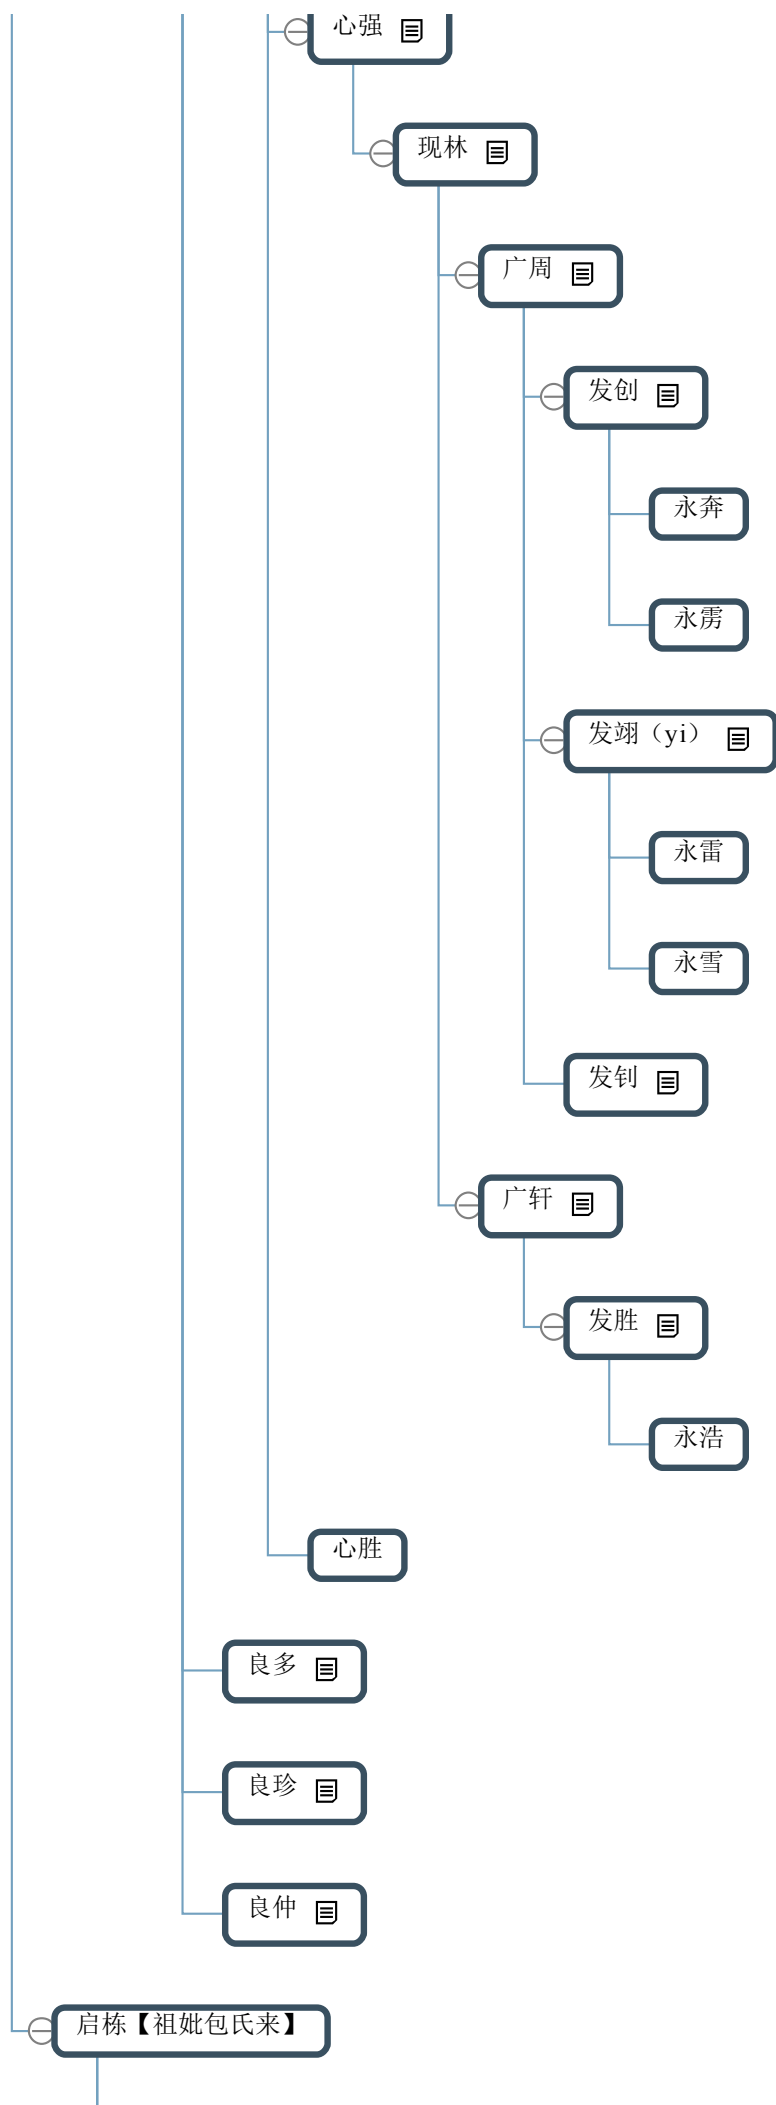 心强
现林
广周
发创
永奔
永雳
发翊（yi）
永雷
永雪
发钊
广轩
发胜
永浩
心胜
良多
良珍
良仲
启栋【祖妣包氏来】